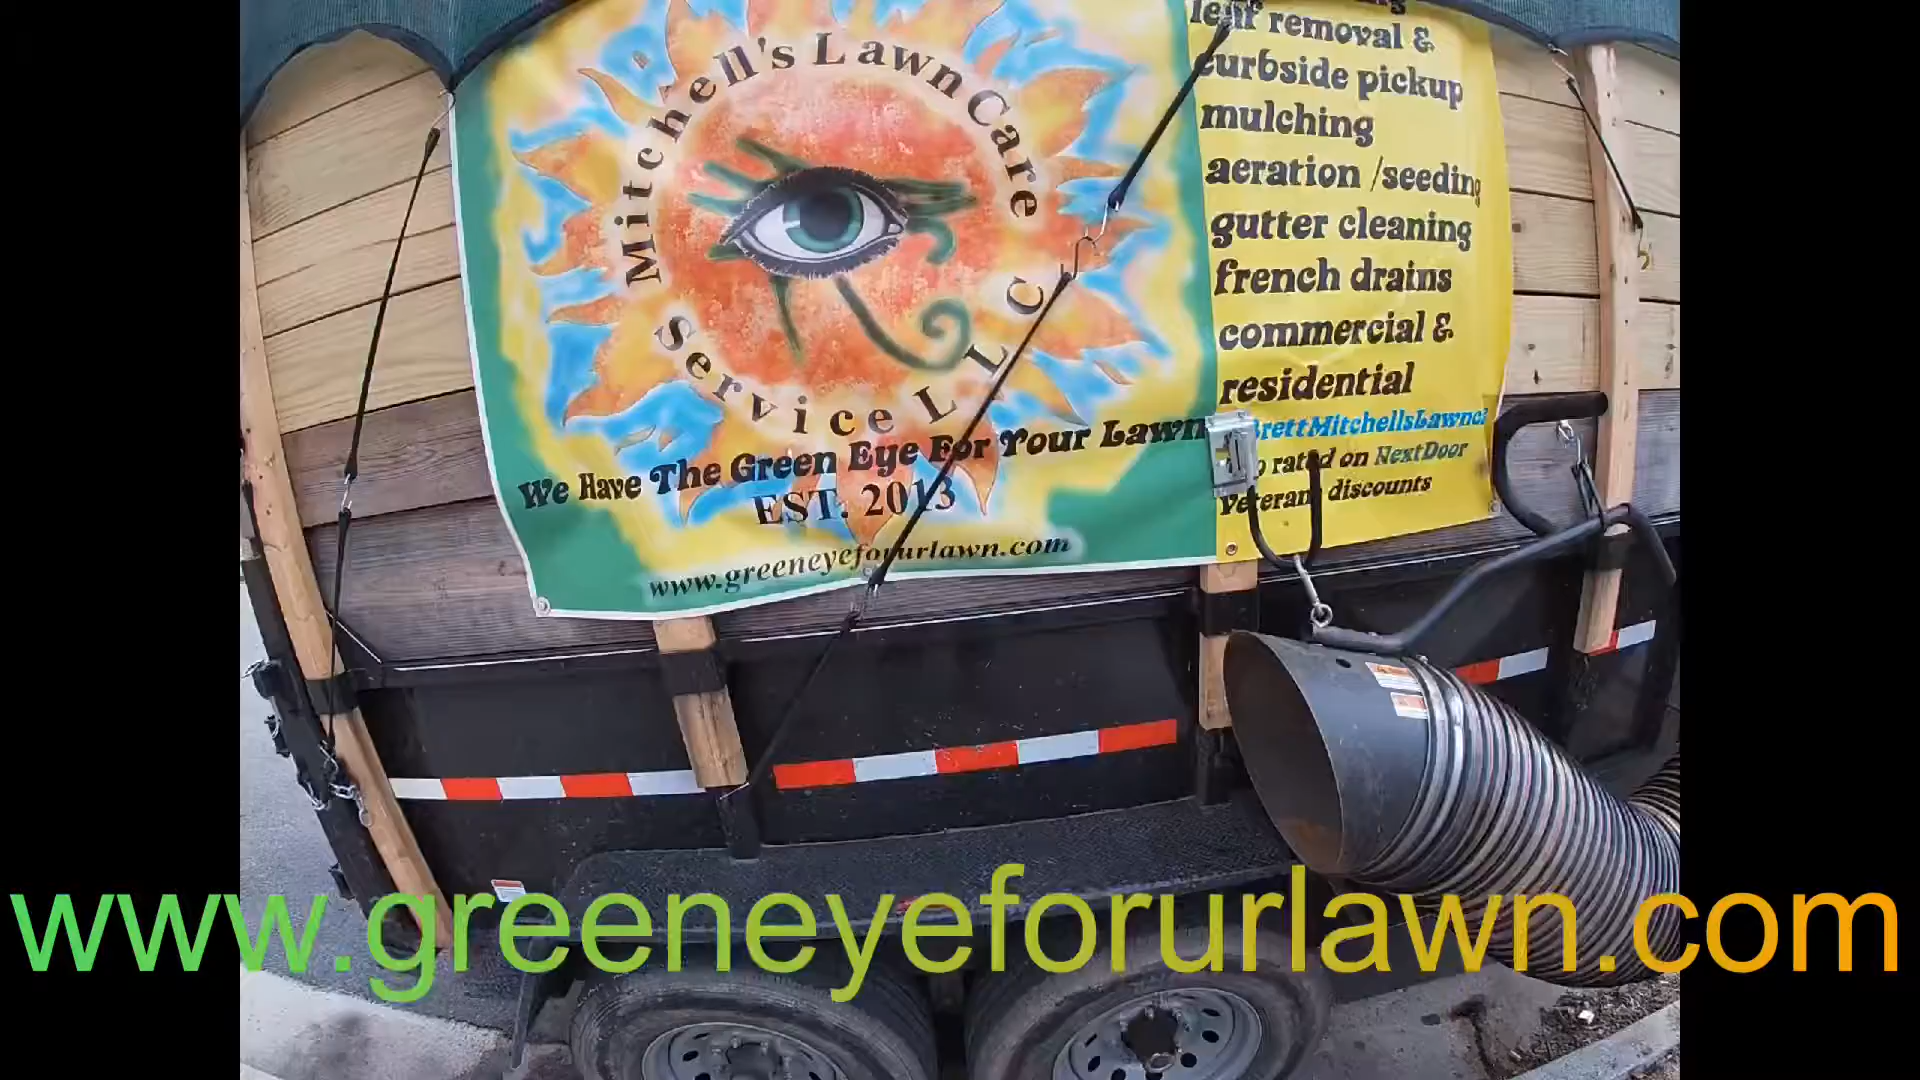 Mitchell's Lawn Care
Service LLC
We Have The Green Eye For Your Lawn
EST. 2013
www.greeneyeforurlawn.com
leaf removal &
curbside pickup
mulching
aeration /seeding
gutter cleaning
french drains
commercial &
residential
BrettMitchellsLawnca
rated on NextDoor
Veterans discounts
www.greeneyeforurlawn.com